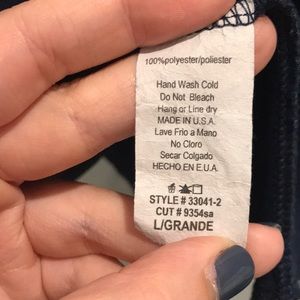 100%polyester/poliester
Hand Wash Cold
Do Not Bleach
Hang or Line dry
MADE IN U.S.A.
Lave Frio a Mano
No Cloro
Secar Colgado
HECHO EN E.U.A.
STYLE # 33041-2
CUT # 9354sa
L/GRANDE